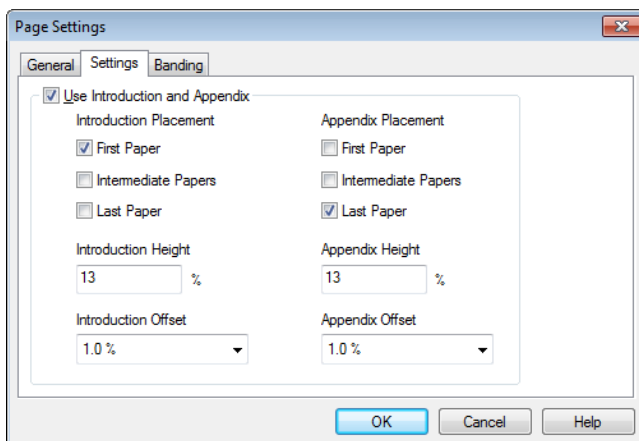 Page Settings
General Settings Banding
Use Introduction and Appendix
Introduction Placement Appendix Placement
First Paper First Paper
Intermediate Papers Intermediate Papers
Last Paper Last Paper
Introduction Height Appendix Height
13 % 13 %
Introduction Offset Appendix Offset
1.0 % 1.0 %
OK Cancel Help